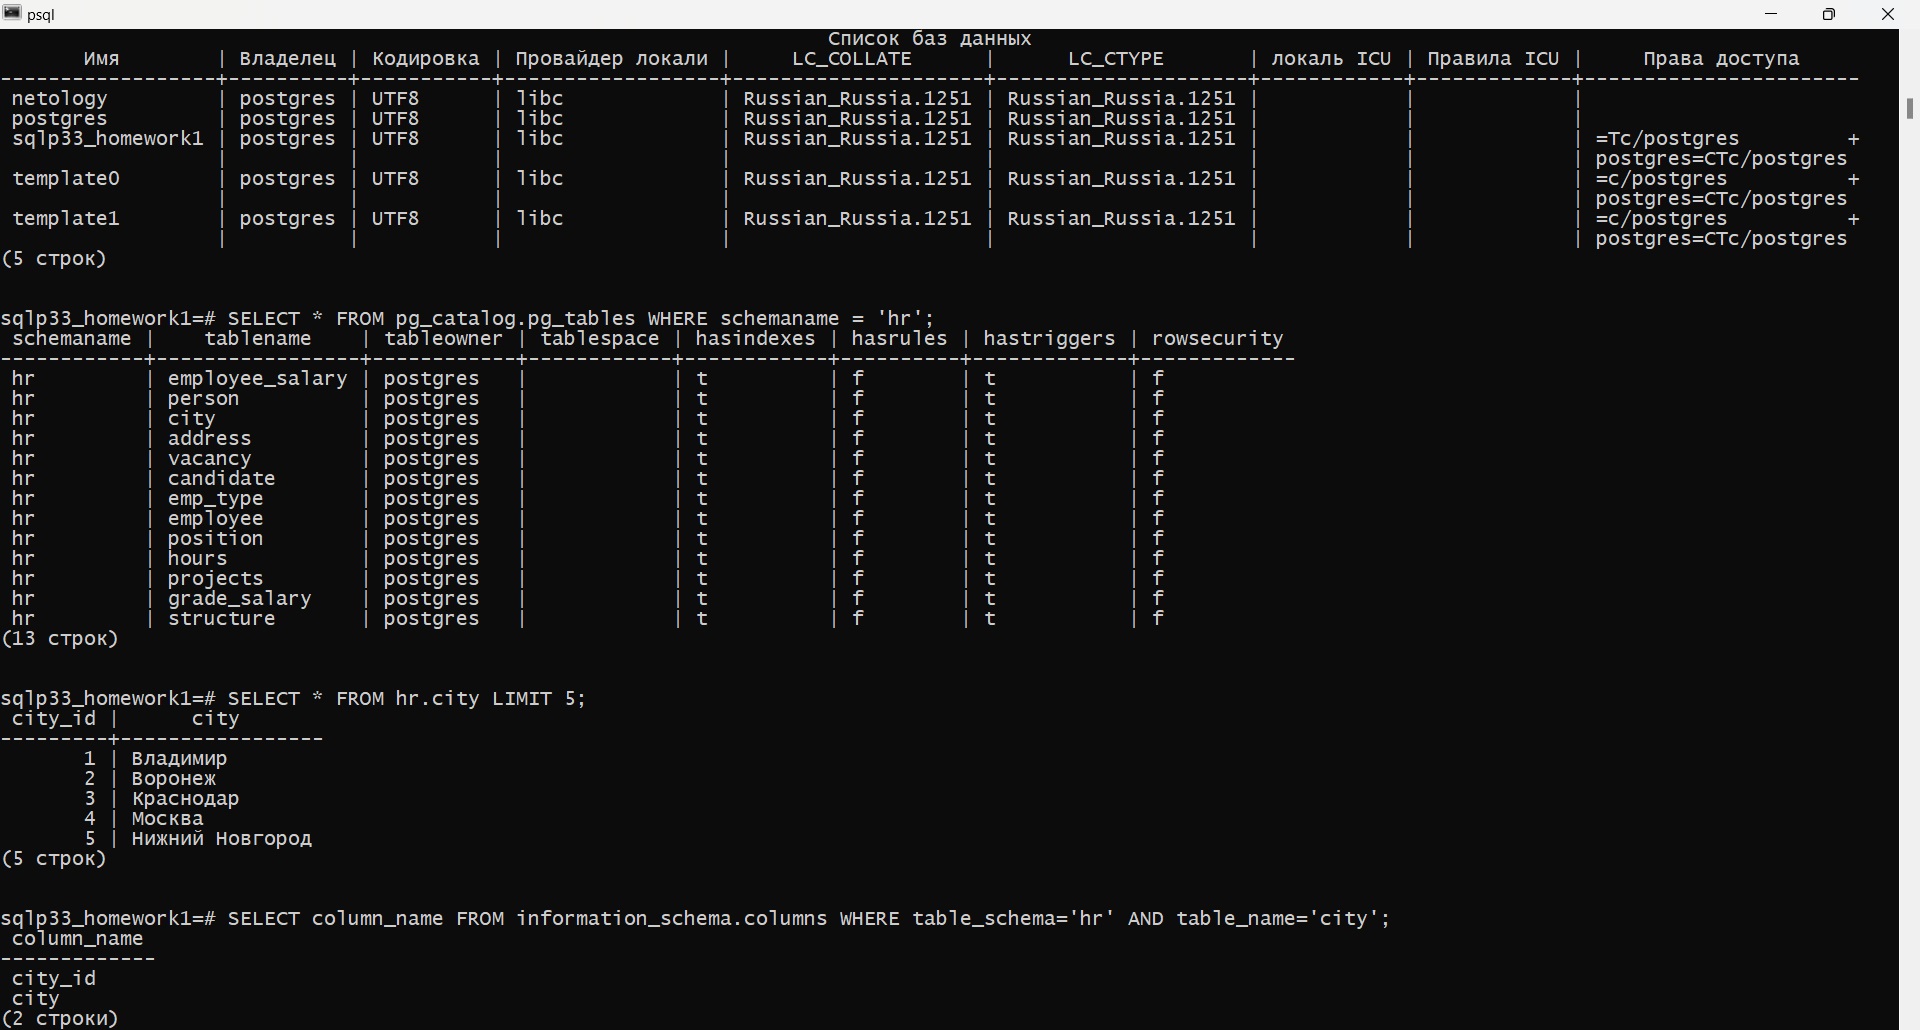 psql
Список баз данных
Имя | Владелец | Кодировка | Провайдер локали | LC_COLLATE | LC_CTYPE | локаль ICU | Правила ICU | Права доступа
netology | postgres | UTF8 | libc | Russian_Russia.1251 | Russian_Russia.1251 | | |
postgres | postgres | UTF8 | libc | Russian_Russia.1251 | Russian_Russia.1251 | | |
sqlp33_homework1 | postgres | UTF8 | libc | Russian_Russia.1251 | Russian_Russia.1251 | | | =Tc/postgres +
| | | | | | | | postgres=CTc/postgres
template0 | postgres | UTF8 | libc | Russian_Russia.1251 | Russian_Russia.1251 | | | =c/postgres +
| | | | | | | | postgres=CTc/postgres
template1 | postgres | UTF8 | libc | Russian_Russia.1251 | Russian_Russia.1251 | | | =c/postgres +
| | | | | | | | postgres=CTc/postgres
(5 строк)
sqlp33_homework1=# SELECT * FROM pg_catalog.pg_tables WHERE schemaname = 'hr';
schemaname | tablename | tableowner | tablespace | hasindexes | hasrules | hastriggers | rowsecurity
hr | employee_salary | postgres | | t | f | t | f
hr | person | postgres | | t | f | t | f
hr | city | postgres | | t | f | t | f
hr | address | postgres | | t | f | t | f
hr | vacancy | postgres | | t | f | t | f
hr | candidate | postgres | | t | f | t | f
hr | emp_type | postgres | | t | f | t | f
hr | employee | postgres | | t | f | t | f
hr | position | postgres | | t | f | t | f
hr | hours | postgres | | t | f | t | f
hr | projects | postgres | | t | f | t | f
hr | grade_salary | postgres | | t | f | t | f
hr | structure | postgres | | t | f | t | f
(13 строк)
sqlp33_homework1=# SELECT * FROM hr.city LIMIT 5;
city_id | city
1 | Владимир
2 | Воронеж
3 | Краснодар
4 | Москва
5 | Нижний Новгород
(5 строк)
sqlp33_homework1=# SELECT column_name FROM information_schema.columns WHERE table_schema='hr' AND table_name='city';
column_name
city_id
city
(2 строки)